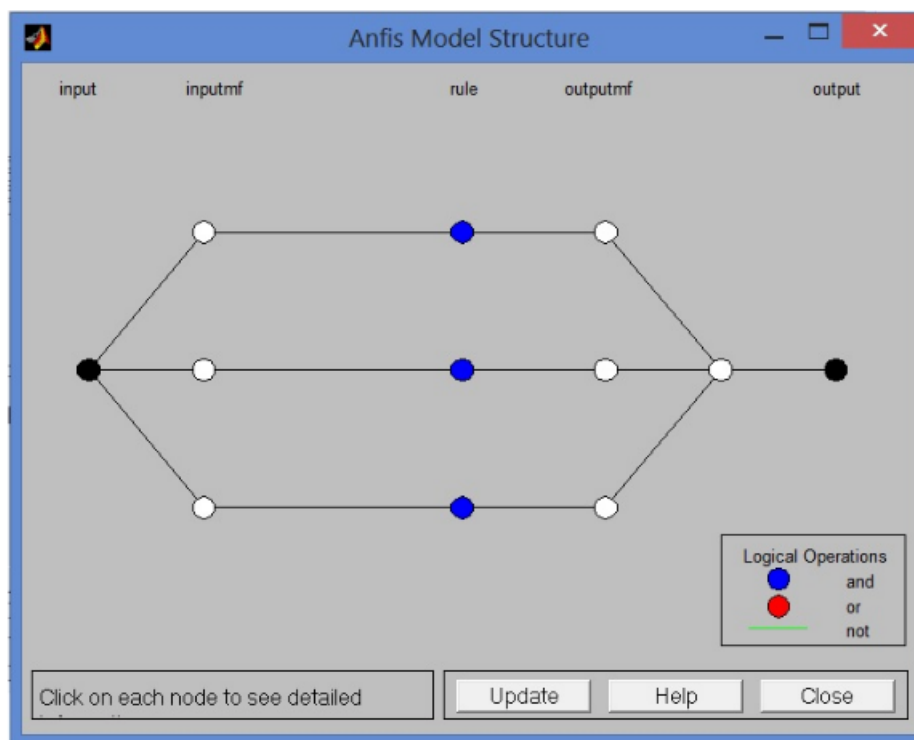 Anfis Model Structure
input inputmf rule outputmf output
Logical Operations
and
or
not
Click on each node to see detailed
Update Help Close